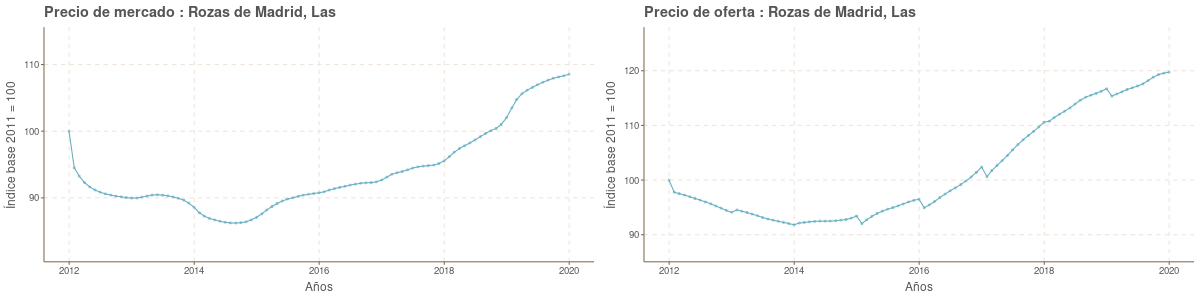 Precio de mercado : Rozas de Madrid, Las
Índice base 2011 = 100
110
100
90
2012
2014
2016
2018
2020
Años
Precio de oferta : Rozas de Madrid, Las
Índice base 2011 = 100
120
110
100
90
2012
2014
2016
2018
2020
Años